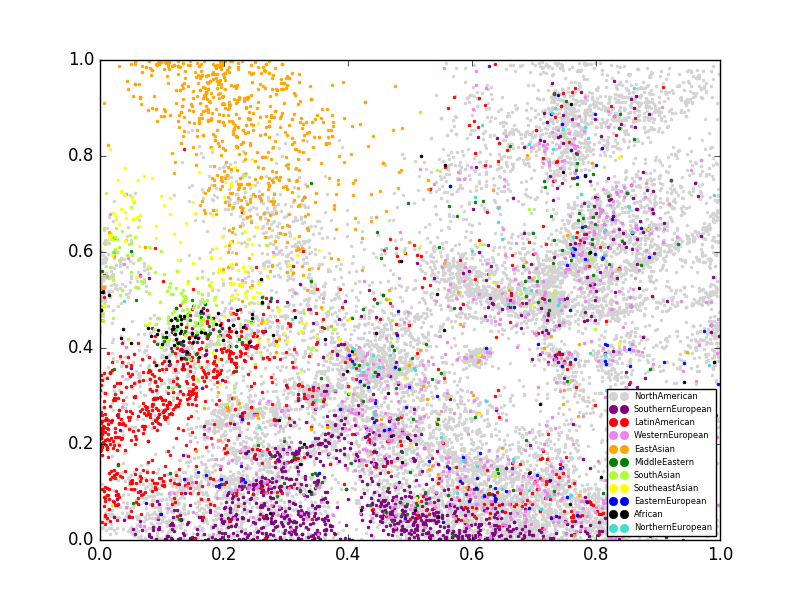 1.0
0.8
0.6
0.4
0.2
0.0
0.0 0.2 0.4 0.6 0.8 1.0
NorthAmerican
SouthernEuropean
LatinAmerican
WesternEuropean
EastAsian
MiddleEastern
SouthAsian
SoutheastAsian
EasternEuropean
African
NorthernEuropean